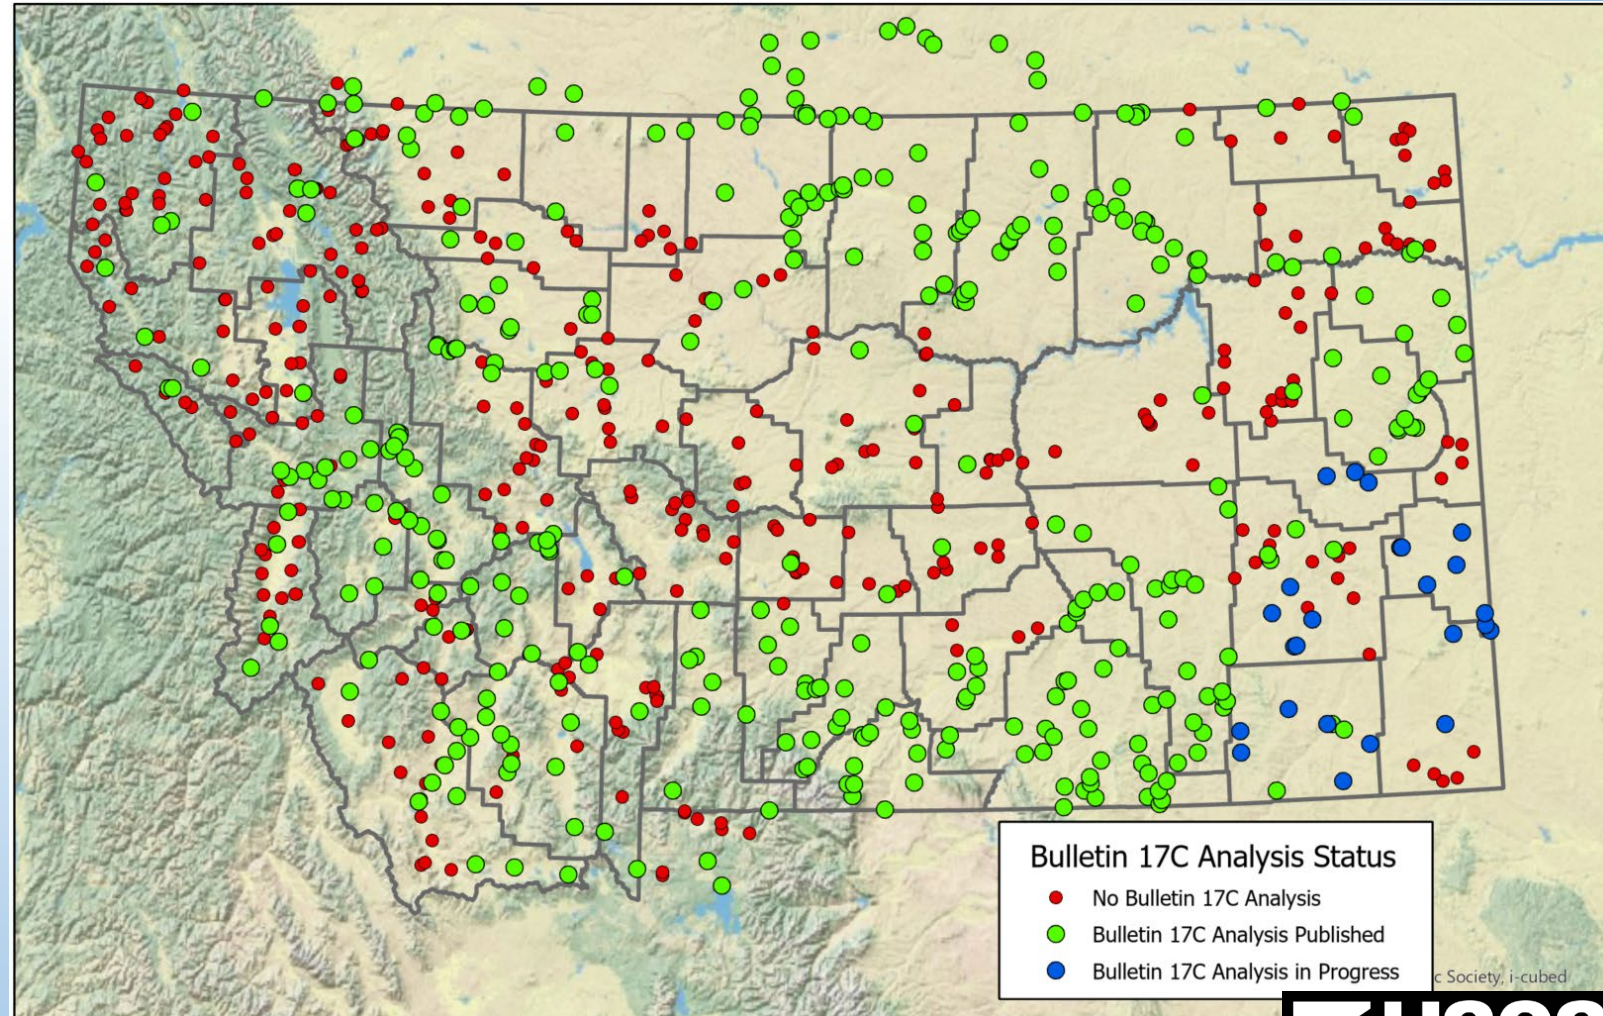 Bulletin 17C Analysis Status
No Bulletin 17C Analysis
Bulletin 17C Analysis Published
Bulletin 17C Analysis in Progress
c Society, i-cubed